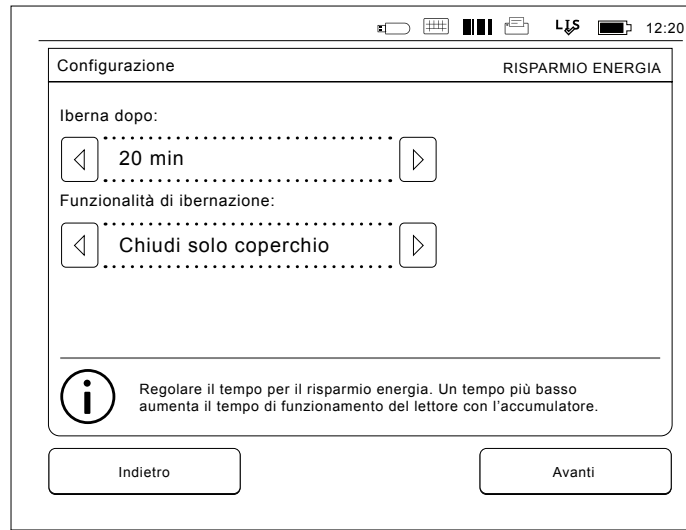 LIS 12:20
Configurazione RISPARMIO ENERGIA
Iberna dopo:
20 min
Funzionalità di ibernazione:
Chiudi solo coperchio
Regolare il tempo per il risparmio energia. Un tempo più basso
aumenta il tempo di funzionamento del lettore con l’accumulatore.
Indietro Avanti